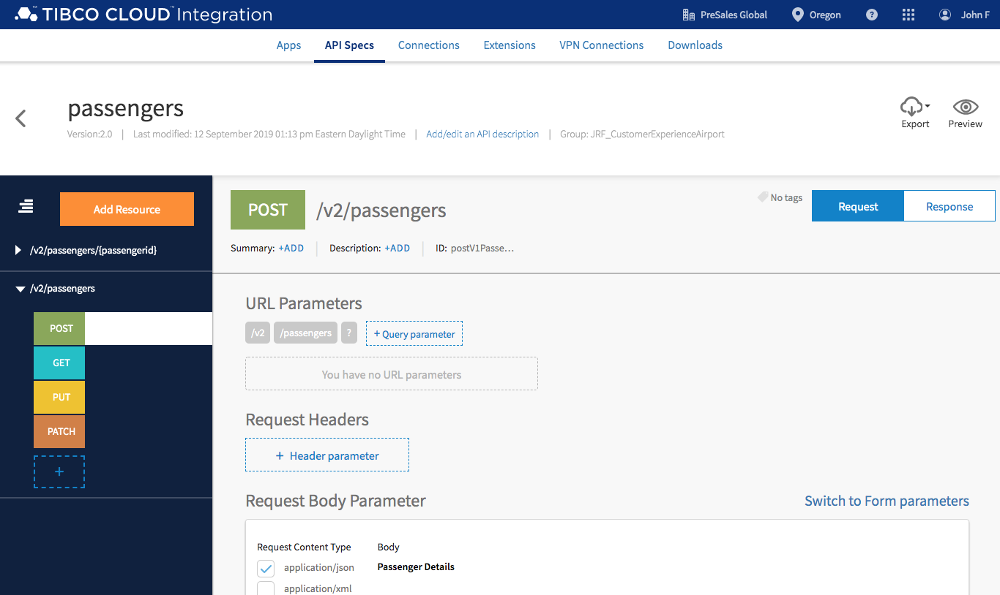 TIBCO CLOUD™ Integration PreSales Global Oregon ? John F
Apps API Specs Connections Extensions VPN Connections Downloads
passengers
Version:2.0 | Last modified: 12 September 2019 01:13 pm Eastern Daylight Time | Add/edit an API description | Group: JRF_CustomerExperienceAirport
Export Preview
Add Resource
/v2/passengers/{passengerid}
/v2/passengers
POST
GET
PUT
PATCH
+
POST /v2/passengers
No tags Request Response
Summary: +ADD Description: +ADD ID: postV1Passe...
URL Parameters
/v2 /passengers ? + Query parameter
You have no URL parameters
Request Headers
+ Header parameter
Request Body Parameter Switch to Form parameters
Request Content Type Body
application/json Passenger Details
application/xml